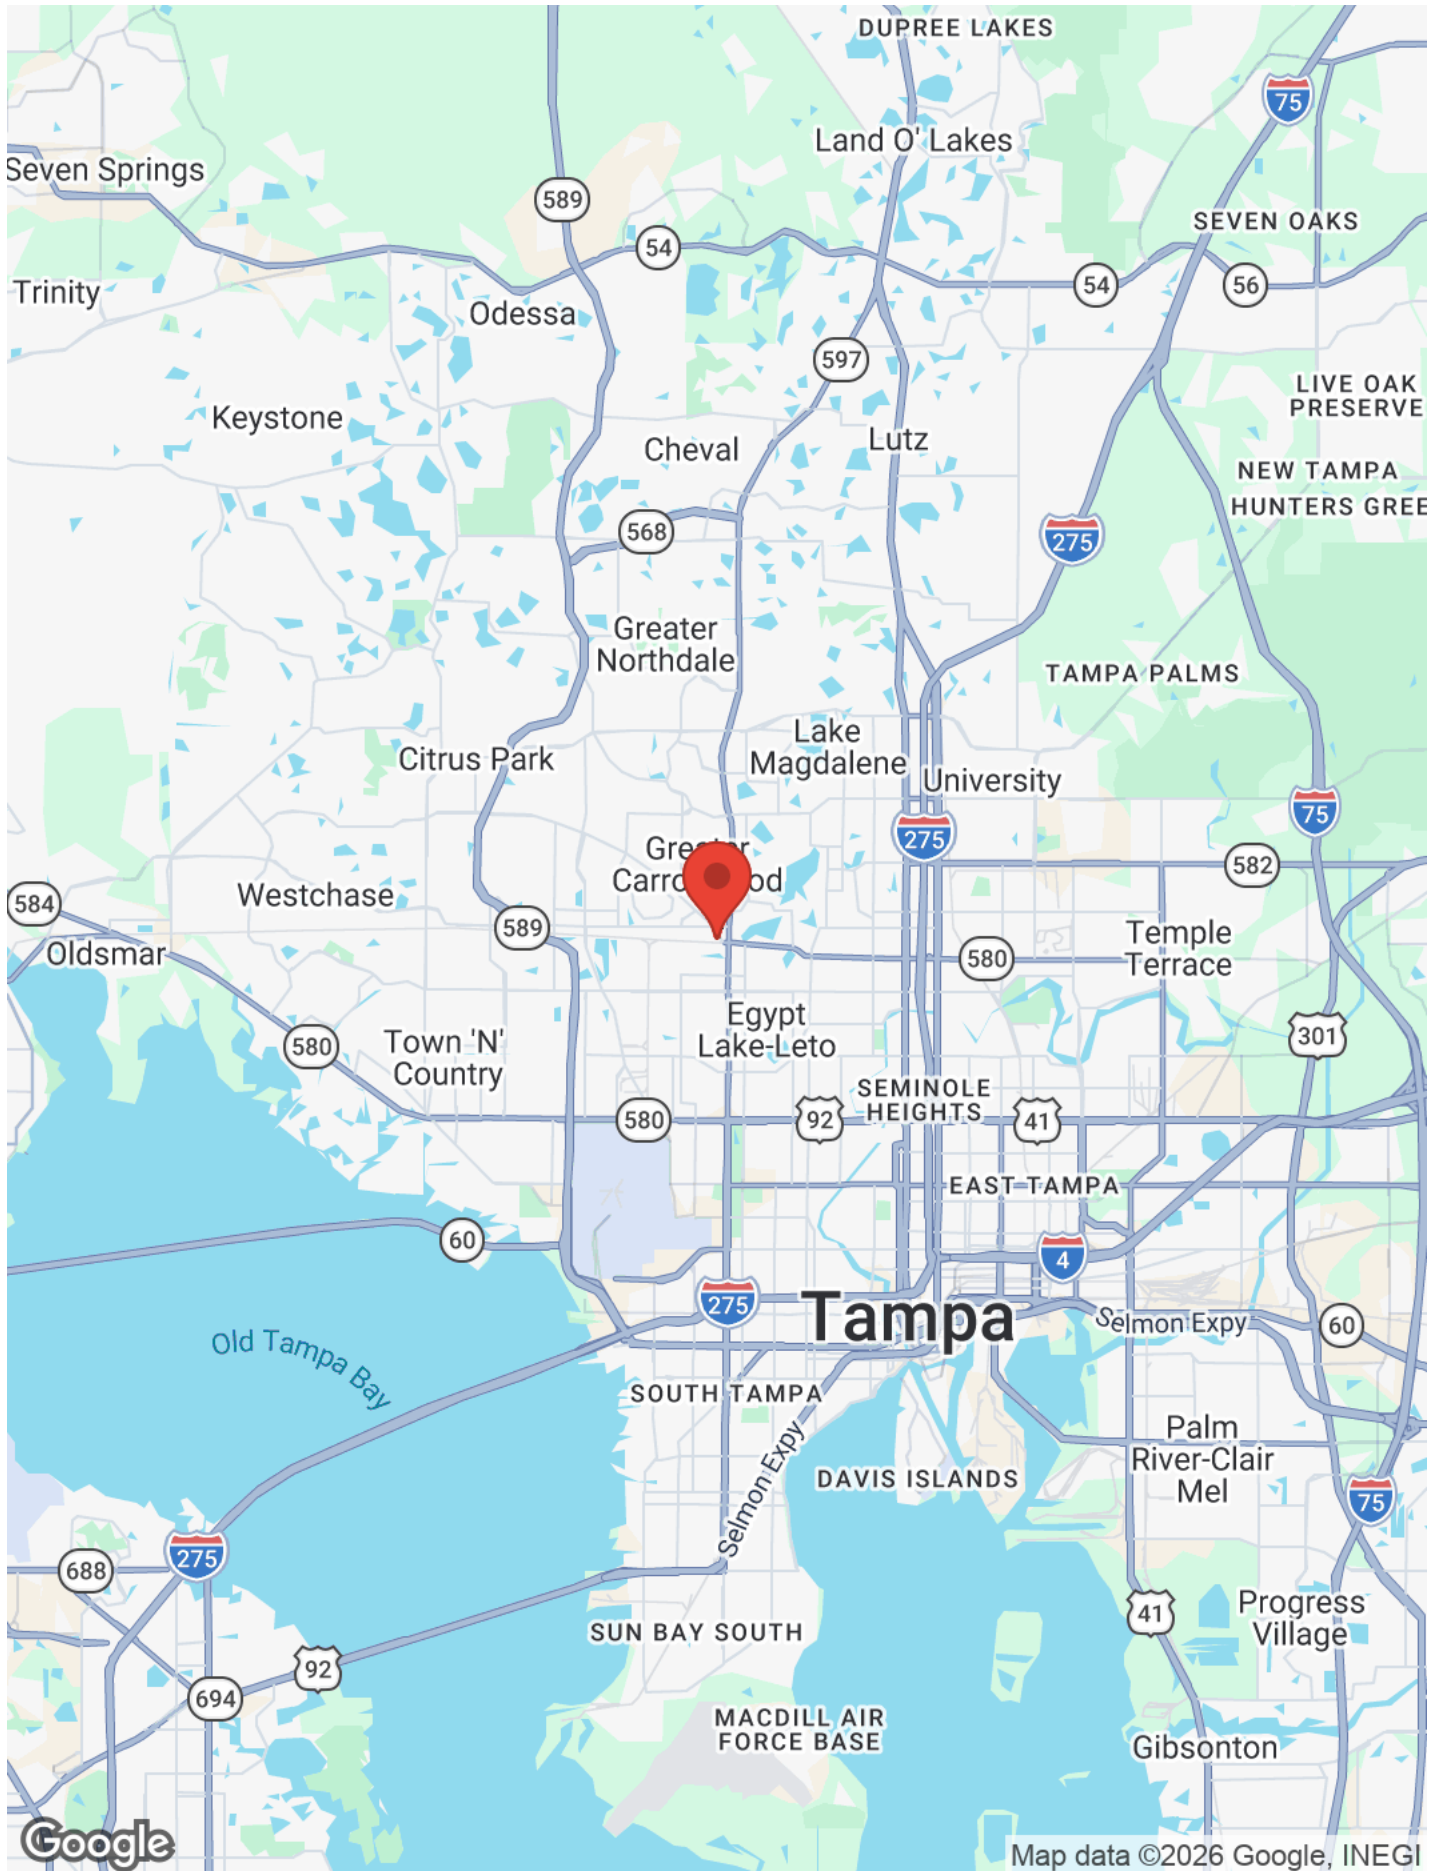 DUPREE LAKES
75
Land O' Lakes
Seven Springs
589
SEVEN OAKS
54
54
56
Trinity
Odessa
597
LIVE OAK
PRESERVE
Keystone
Cheval
Lutz
NEW TAMPA
HUNTERS GREE
568
275
Greater
Northdale
TAMPA PALMS
Lake
Magdalene
Citrus Park
University
75
275
Greater
582
Westchase
584
589
Temple
Terrace
Oldsmar
580
Egypt
Lake-Leto
301
580
Town 'N'
Country
SEMINOLE
HEIGHTS
580
92
41
EAST TAMPA
60
4
275
Tampa
Selmon Expy
60
Old Tampa Bay
SOUTH TAMPA
Palm
River-Clair
Mel
Selmon Expy
DAVIS ISLANDS
75
275
688
41
Progress
Village
SUN BAY SOUTH
92
694
MACDILL AIR
FORCE BASE
Gibsonton
Google
Map data ©2026 Google, INEGI